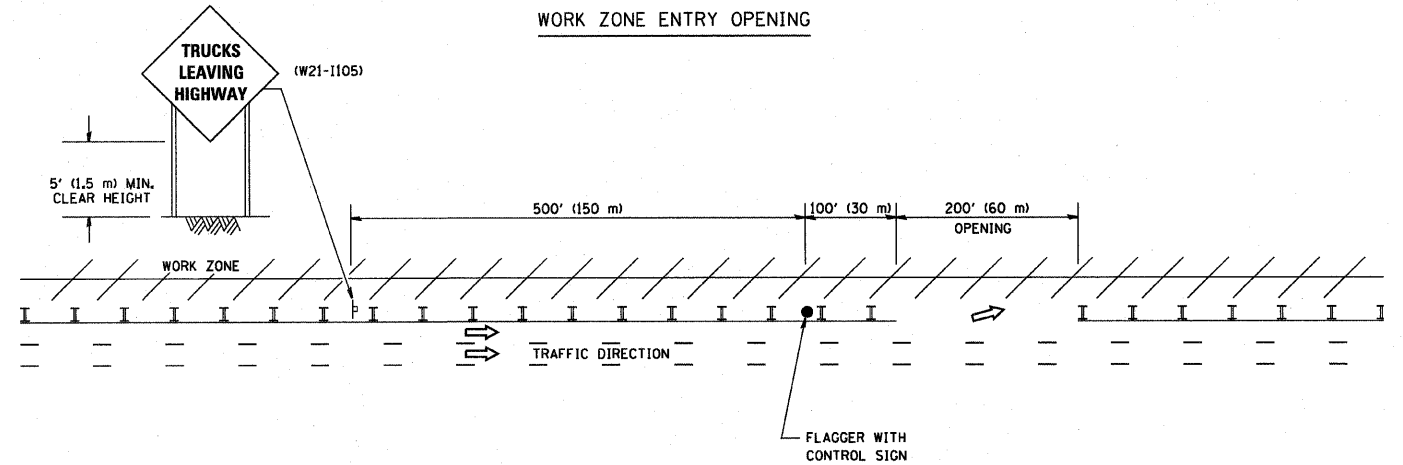 WORK ZONE ENTRY OPENING
TRUCKS
LEAVING
HIGHWAY
(W21-I105)
5' (1.5 m) MIN.
CLEAR HEIGHT
500' (150 m)
100' (30 m)
200' (60 m)
OPENING
WORK ZONE
TRAFFIC DIRECTION
FLAGGER WITH
CONTROL SIGN